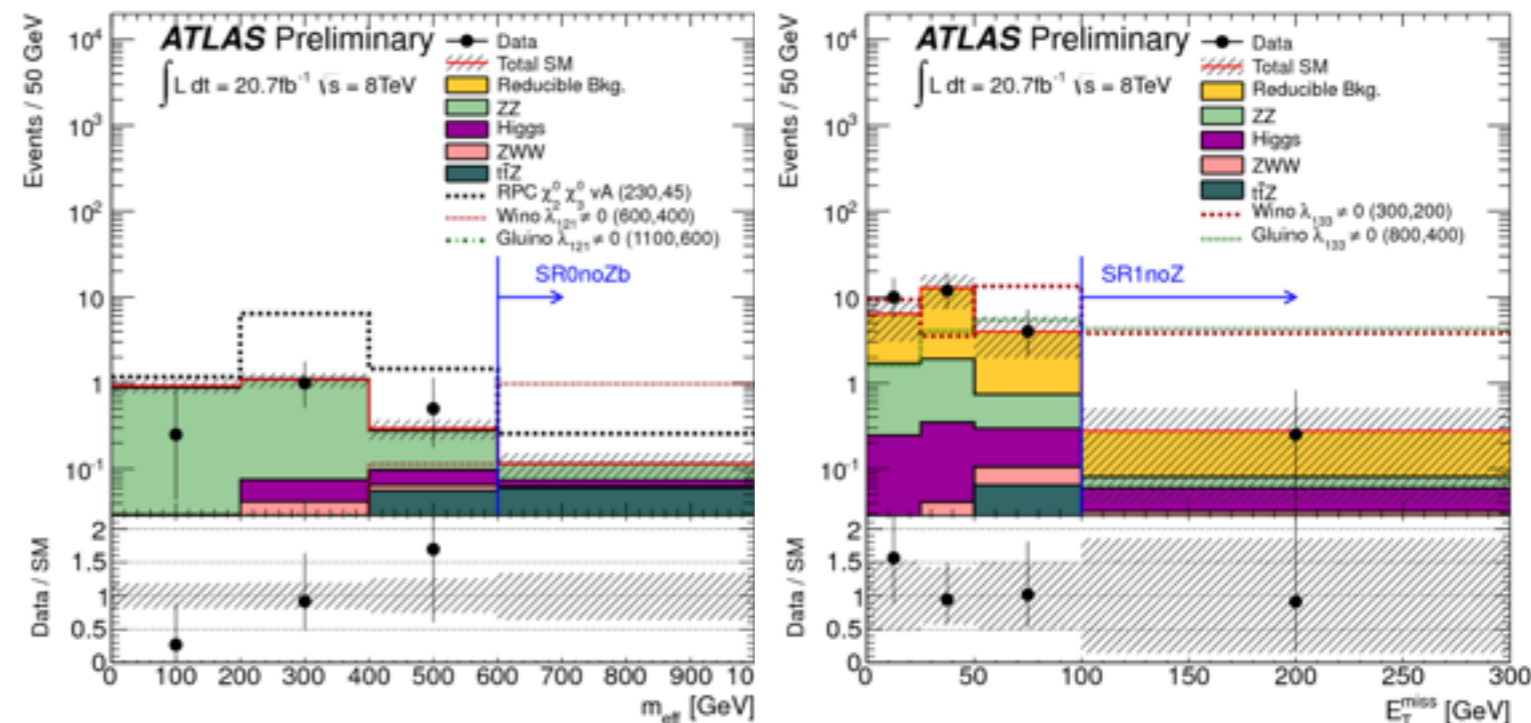 ATLAS Preliminary
∫L dt = 20.7fb⁻¹ √s = 8TeV
Events / 50 GeV
10⁴
10³
10²
10
1
10⁻¹
Data
Total SM
Reducible Bkg.
ZZ
Higgs
ZWW
tt̄Z
RPC χ⁰₂ χ⁰₃ νA (230,45)
Wino λ₁₂₁ ≠ 0 (600,400)
Gluino λ₁₂₁ ≠ 0 (1100,600)
SR0noZb
Data / SM
2
1.5
1
0.5
0
0 100 200 300 400 500 600 700 800 900 100
m_eff [GeV]
ATLAS Preliminary
∫L dt = 20.7fb⁻¹ √s = 8TeV
Events / 50 GeV
10⁴
10³
10²
10
1
10⁻¹
Data
Total SM
Reducible Bkg.
ZZ
Higgs
ZWW
tt̄Z
Wino λ₁₃₃ ≠ 0 (300,200)
Gluino λ₁₃₃ ≠ 0 (800,400)
SR1noZ
Data / SM
2
1.5
1
0.5
0
0 50 100 150 200 250 300
E_T^miss [GeV]